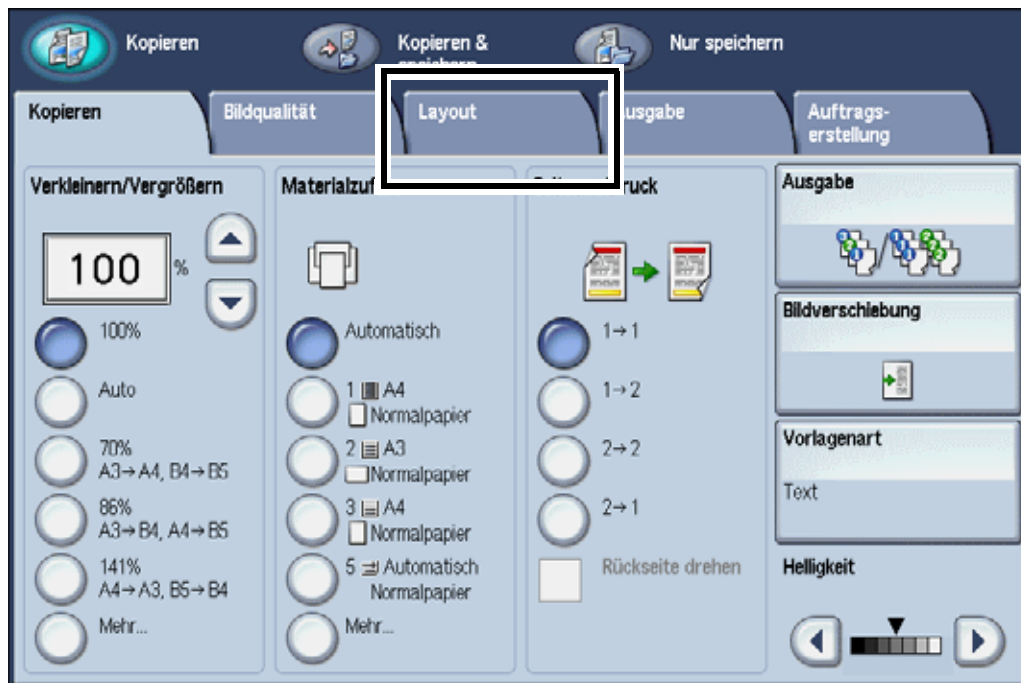 Kopieren
Kopieren &
Nur speichern
Kopieren
Bildqualität
Layout
Auftrags-
erstellung
Verkleinern/Vergrößern
100 %
100%
Auto
70%
A3→A4, B4→B5
86%
A3→B4, A4→B5
141%
A4→A3, B5→B4
Mehr...
Automatisch
1 A4
Normalpapier
2 A3
Normalpapier
3 A4
Normalpapier
5 Automatisch
Normalpapier
Mehr...
1→1
1→2
2→2
2→1
Rückseite drehen
Ausgabe
Bildverschiebung
Vorlagenart
Text
Helligkeit